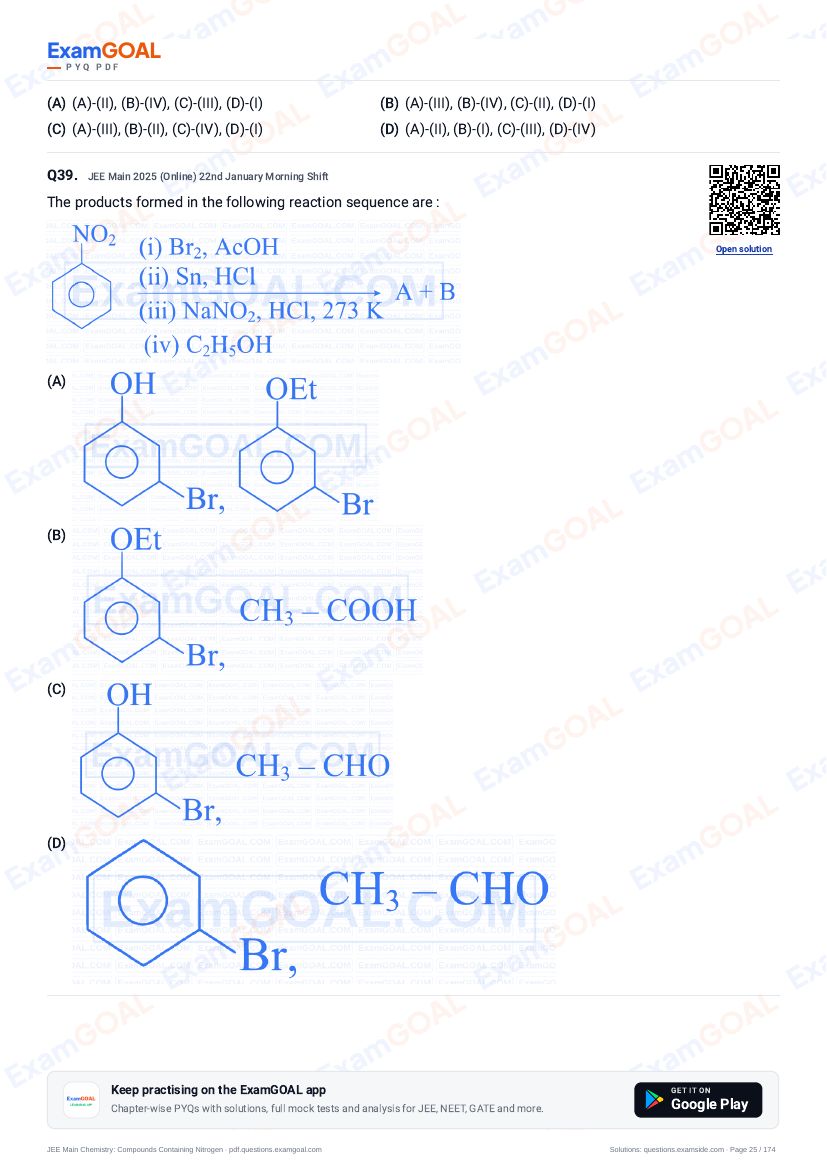 ExamGOAL
PYQ PDF
(A) (A)-(II), (B)-(IV), (C)-(III), (D)-(I)
(B) (A)-(III), (B)-(IV), (C)-(II), (D)-(I)
(C) (A)-(III), (B)-(II), (C)-(IV), (D)-(I)
(D) (A)-(II), (B)-(I), (C)-(III), (D)-(IV)
Q39. JEE Main 2025 (Online) 22nd January Morning Shift
The products formed in the following reaction sequence are :
Open solution
NO₂
(i) Br₂, AcOH
(ii) Sn, HCl
A + B
(iii) NaNO₂, HCl, 273 K
(iv) C₂H₅OH
(A)
OH
OEt
Br,
Br
(B)
OEt
CH₃ – COOH
Br,
(C)
OH
CH₃ – CHO
Br,
(D)
CH₃ – CHO
Br,
ExamGOAL.COM
Keep practising on the ExamGOAL app
Chapter-wise PYQs with solutions, full mock tests and analysis for JEE, NEET, GATE and more.
GET IT ON
Google Play
JEE Main Chemistry: Compounds Containing Nitrogen · pdf.questions.examgoal.com
Solutions: questions.examside.com · Page 25 / 174